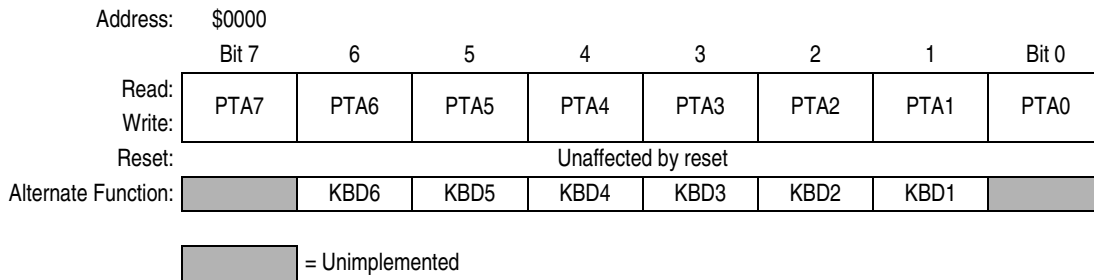 Address: $0000
Bit 7 6 5 4 3 2 1 Bit 0
Read:
PTA7 PTA6 PTA5 PTA4 PTA3 PTA2 PTA1 PTA0
Write:
Reset: Unaffected by reset
Alternate Function: KBD6 KBD5 KBD4 KBD3 KBD2 KBD1
= Unimplemented